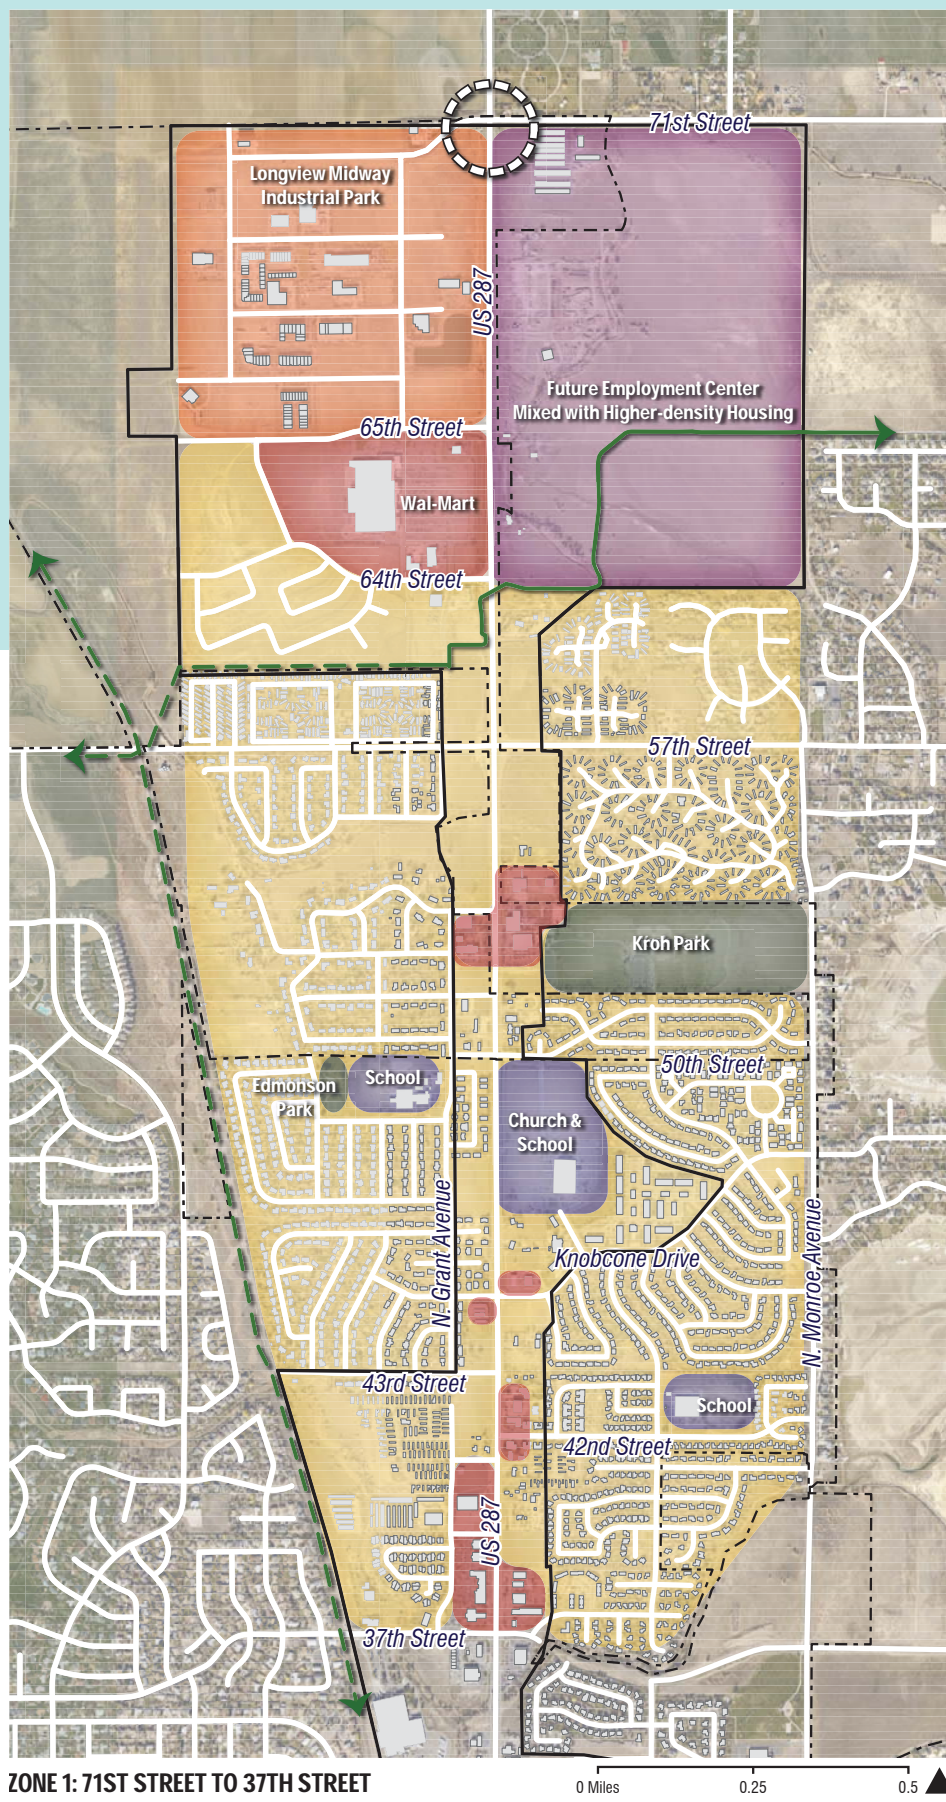 71st Street
Longview Midway
Industrial Park
US 287
Future Employment Center
Mixed with Higher-density Housing
65th Street
Wal-Mart
64th Street
57th Street
Kroh Park
50th Street
Edmonson
Park
School
Church &
School
N. Grant Avenue
Knobcone Drive
N. Monroe Avenue
43rd Street
School
42nd Street
US 287
37th Street
ZONE 1: 71ST STREET TO 37TH STREET
0 Miles
0.25
0.5